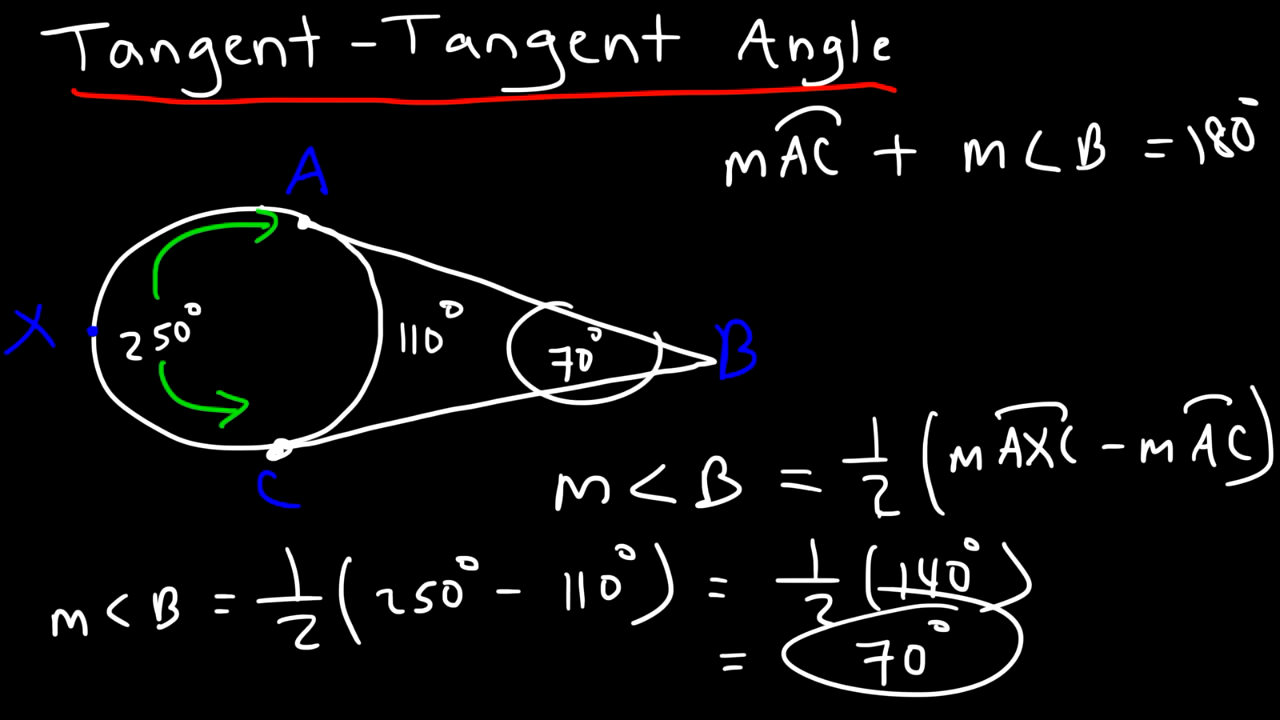 Tangent-Tangent Angle
mAC + m<B = 180°
A
X
250°
110°
70°
B
C
m<B = 1/2 (mAXC - mAC)
m<B = 1/2 (250° - 110°) = 1/2 (140°)
= 70°